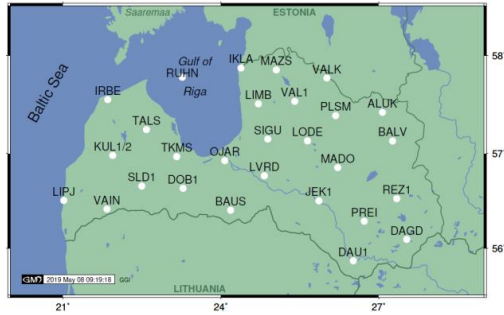 Saaremaa
ESTONIA
58°
Gulf of
Riga
Baltic Sea
IKLA
MAZS
RUHN
VALK
IRBE
LIMB
VAL1
PLSM
ALUK
TALS
SIGU
LODE
BALV
57°
KUL1/2
TKMS
OJAR
LVRD
MADO
SLD1
DOB1
LIPJ
VAIN
BAUS
JEK1
REZ1
PREI
DAGD
56°
DAU1
GMD 2019 May 08 09:19:18 GGI
LITHUANIA
21°
24°
27°